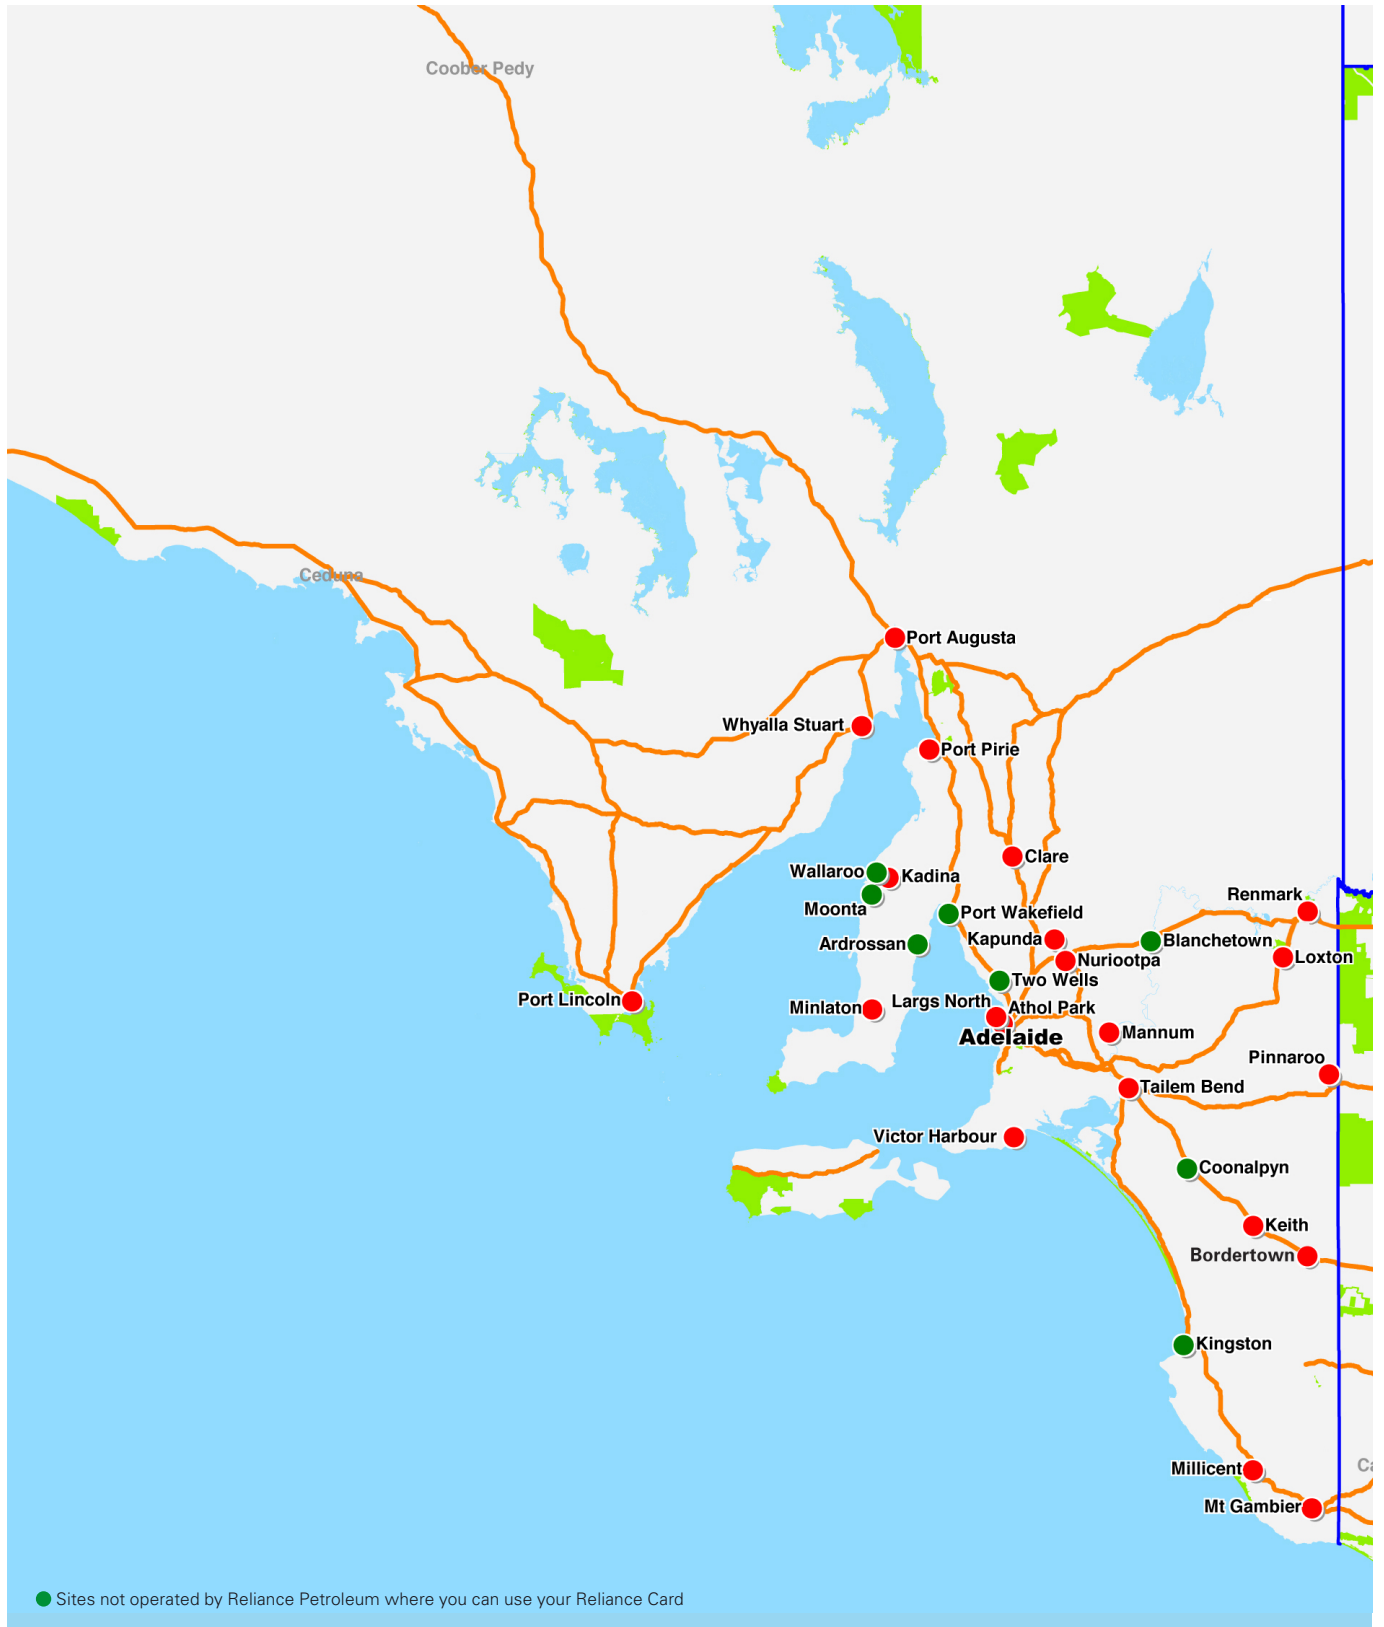 Coober Pedy
Ceduna
Port Augusta
Whyalla Stuart
Port Pirie
Clare
Wallaroo
Kadina
Moonta
Renmark
Port Wakefield
Ardrossan
Kapunda
Blanchetown
Nuriootpa
Loxton
Two Wells
Port Lincoln
Minlaton
Largs North
Athol Park
Adelaide
Mannum
Pinnaroo
Tailem Bend
Victor Harbour
Coonalpyn
Keith
Bordertown
Kingston
Ca
Millicent
Mt Gambier
Sites not operated by Reliance Petroleum where you can use your Reliance Card